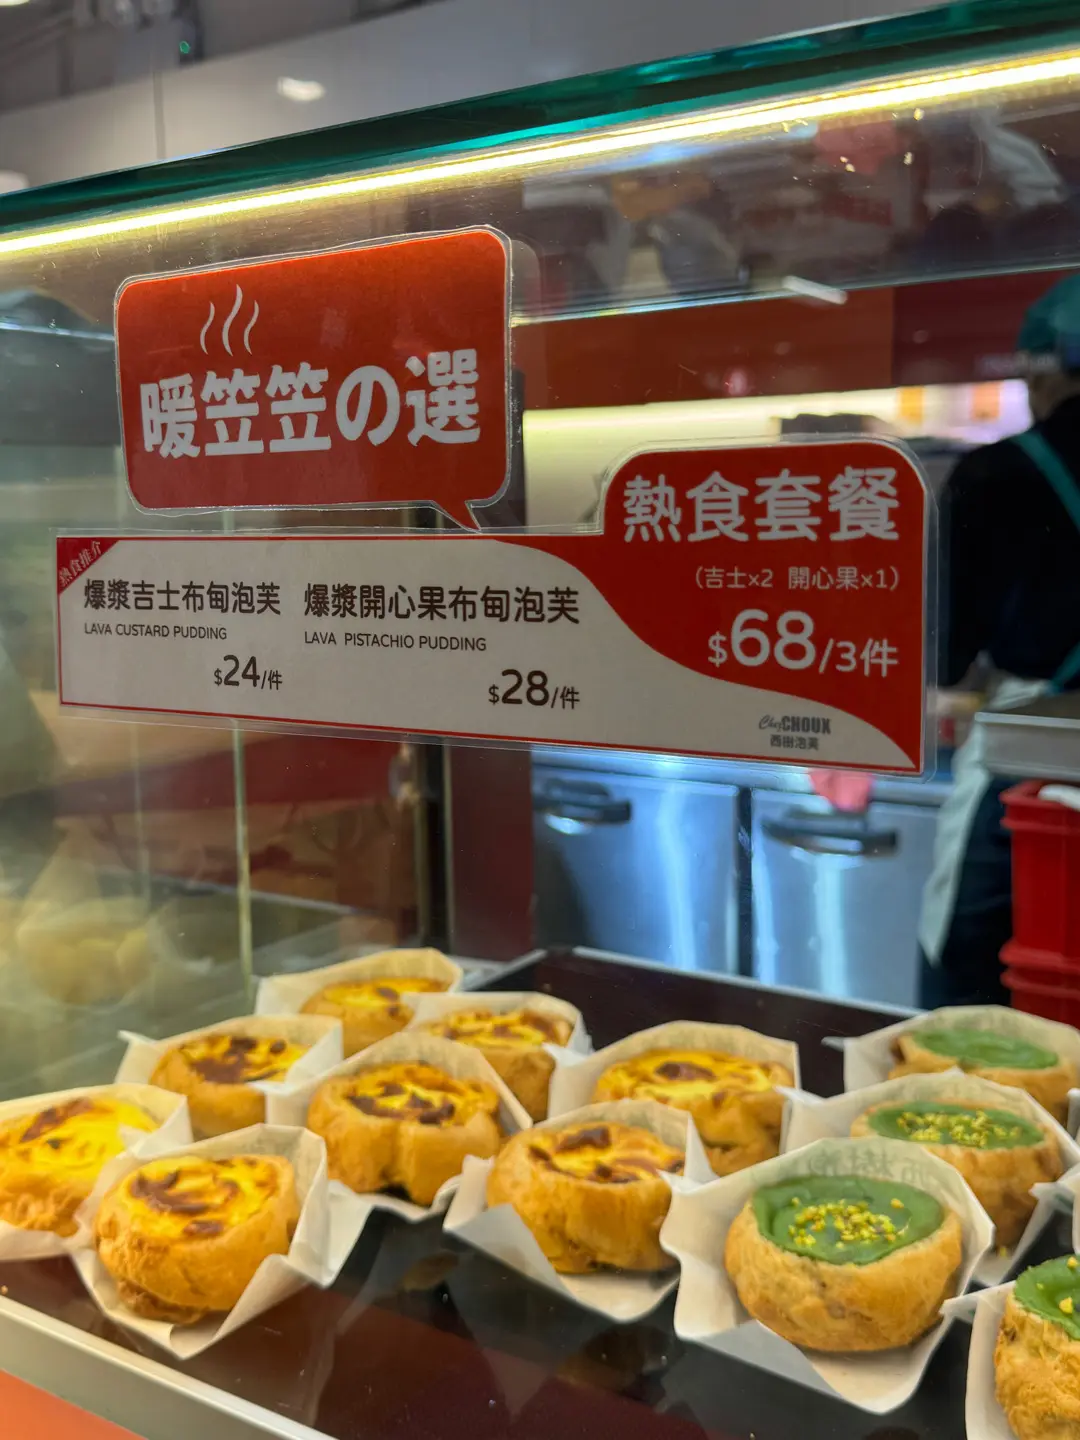 暖笠笠の選
熱食推介
爆漿吉士布甸泡芙
LAVA CUSTARD PUDDING
$24/件
爆漿開心果布甸泡芙
LAVA PISTACHIO PUDDING
$28/件
熱食套餐
(吉士x2 開心果x1)
$68/3件
Chez CHOUX
西樹泡芙